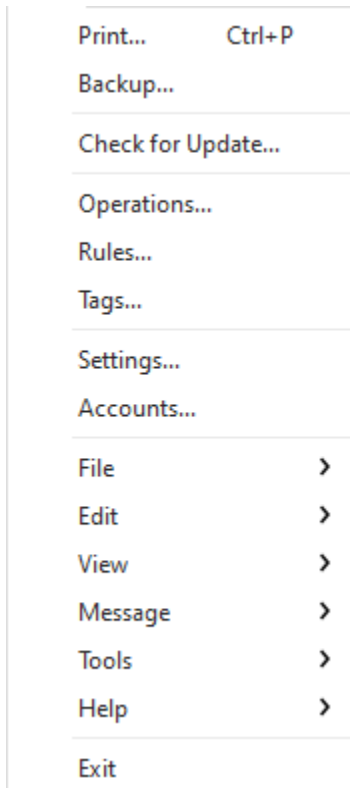 Print... Ctrl+P
Backup...
Check for Update...
Operations...
Rules...
Tags...
Settings...
Accounts...
File
Edit
View
Message
Tools
Help
Exit